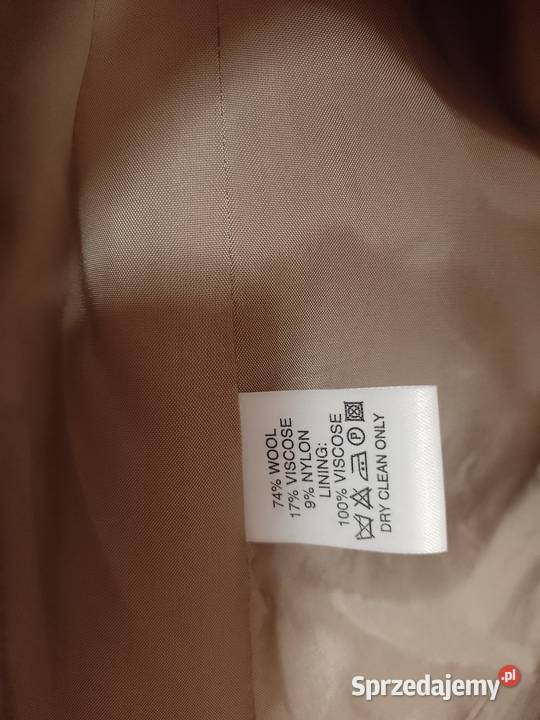 74% WOOL
17% VISCOSE
9% NYLON
LINING:
100% VISCOSE
P
DRY CLEAN ONLY
Sprzedajemy.pl